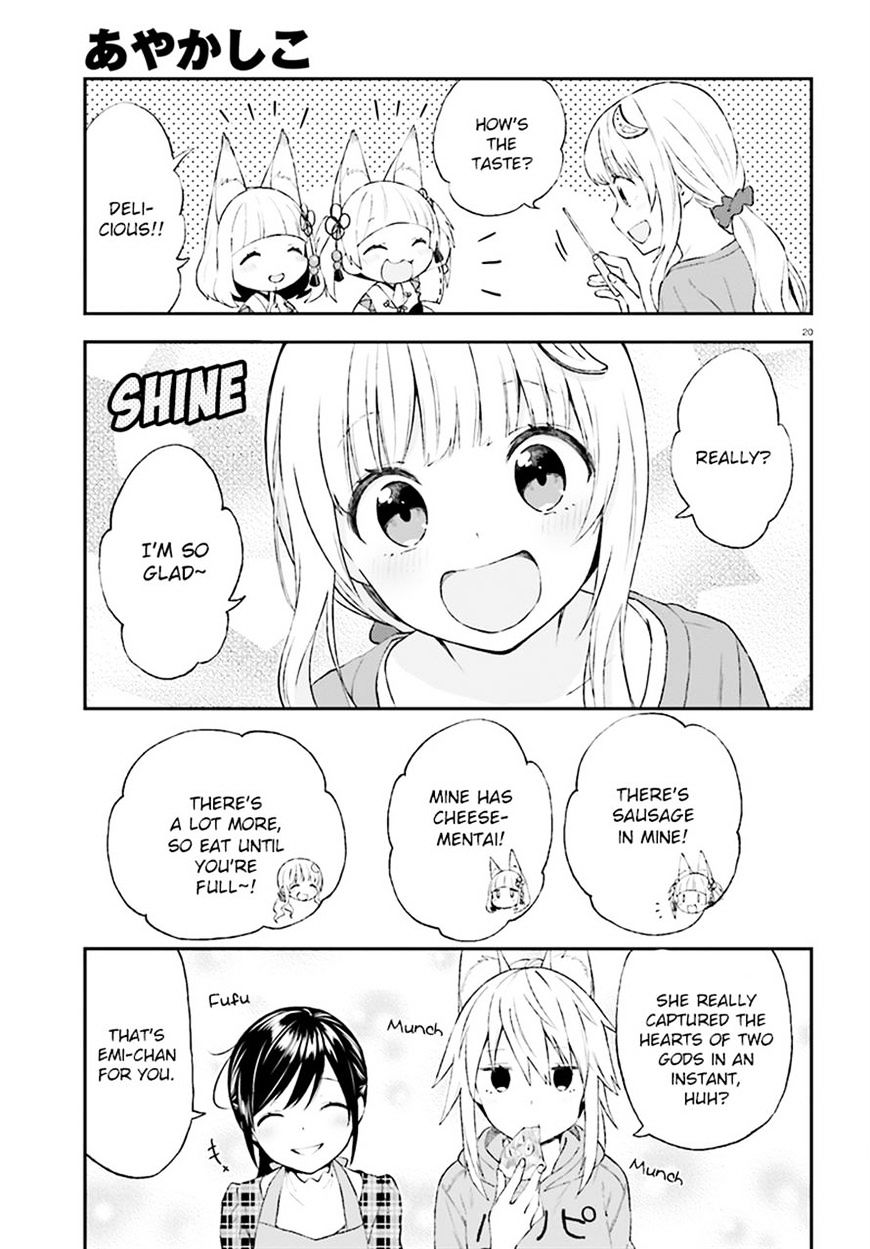 あやかしこ
HOW'S
THE
TASTE?
DELI-
CIOUS!!
20
REALLY?
SHINE
I'M SO
GLAD~
THERE'S
SAUSAGE
IN MINE!
MINE HAS
CHEESE-
MENTAI!
THERE'S
A LOT MORE,
SO EAT UNTIL
YOU'RE
FULL~!
SHE REALLY
CAPTURED THE
HEARTS OF TWO
GODS IN AN
INSTANT,
HUH?
Munch
Munch
Fufu
THAT'S
EMI-CHAN
FOR YOU.